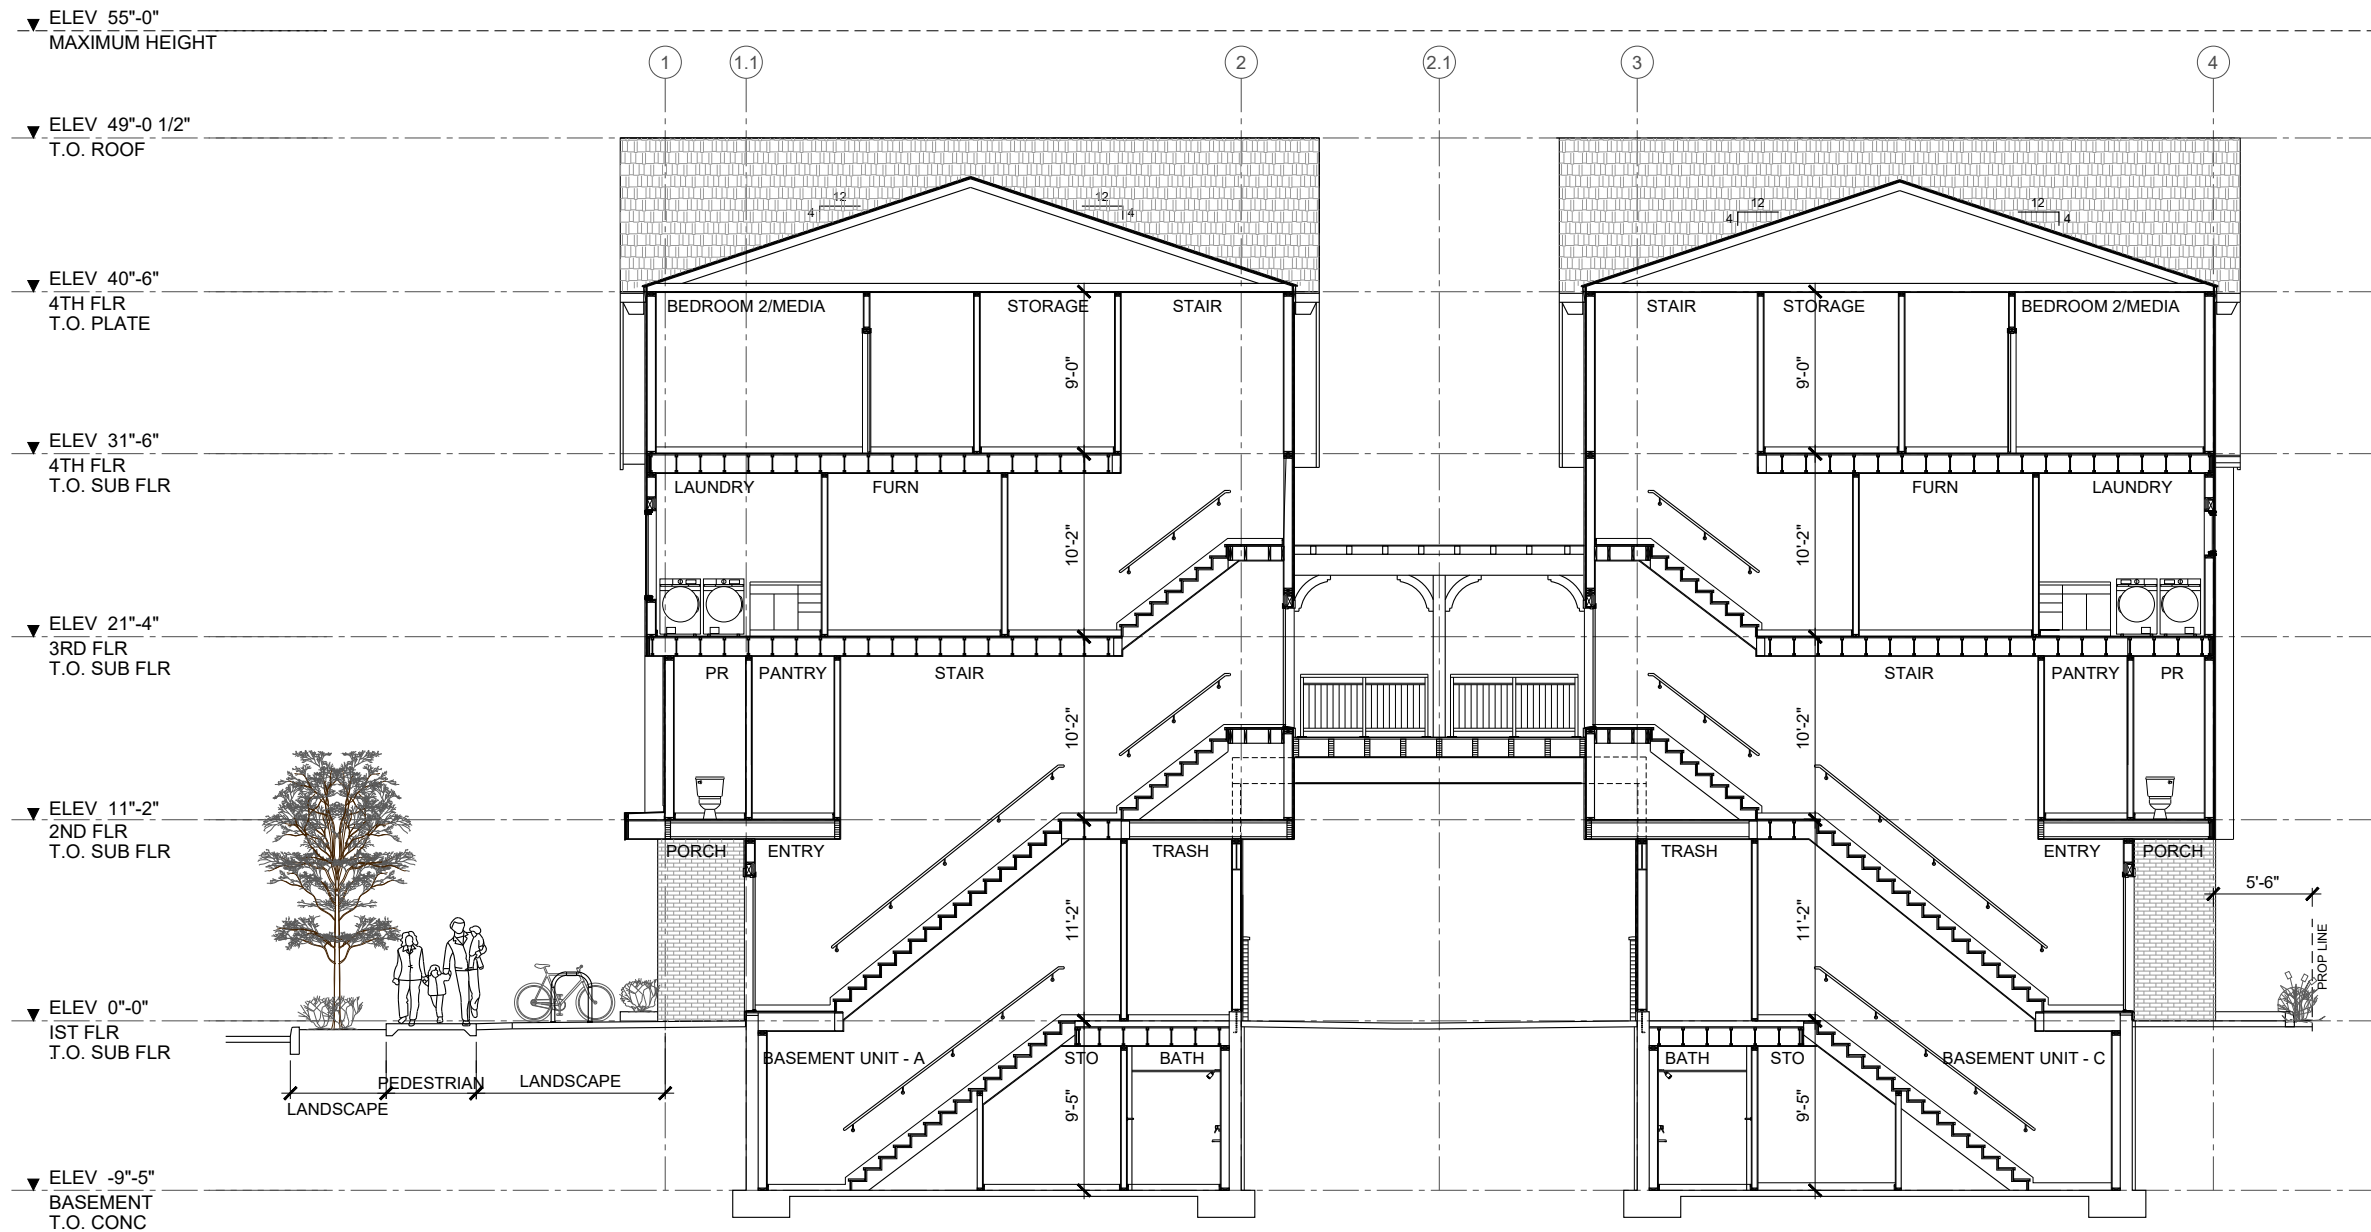 ELEV 55"-0"
MAXIMUM HEIGHT
1 1.1 2 2.1 3 4
ELEV 49"-0 1/2"
T.O. ROOF
12 12 12 12
4 4 4 4
ELEV 40"-6"
4TH FLR
T.O. PLATE
BEDROOM 2/MEDIA STORAGE STAIR STAIR STORAGE BEDROOM 2/MEDIA
9'-0" 9'-0"
ELEV 31"-6"
4TH FLR
T.O. SUB FLR
LAUNDRY FURN FURN LAUNDRY
10'-2" 10'-2"
ELEV 21"-4"
3RD FLR
T.O. SUB FLR
PR PANTRY STAIR STAIR PANTRY PR
10'-2" 10'-2"
ELEV 11"-2"
2ND FLR
T.O. SUB FLR
PORCH ENTRY TRASH TRASH ENTRY PORCH
5'-6"
11'-2" 11'-2"
PROP LINE
ELEV 0"-0"
IST FLR
T.O. SUB FLR
BASEMENT UNIT - A STO BATH BATH STO BASEMENT UNIT - C
PEDESTRIAN LANDSCAPE
LANDSCAPE
9'-5" 9'-5"
ELEV -9"-5"
BASEMENT
T.O. CONC